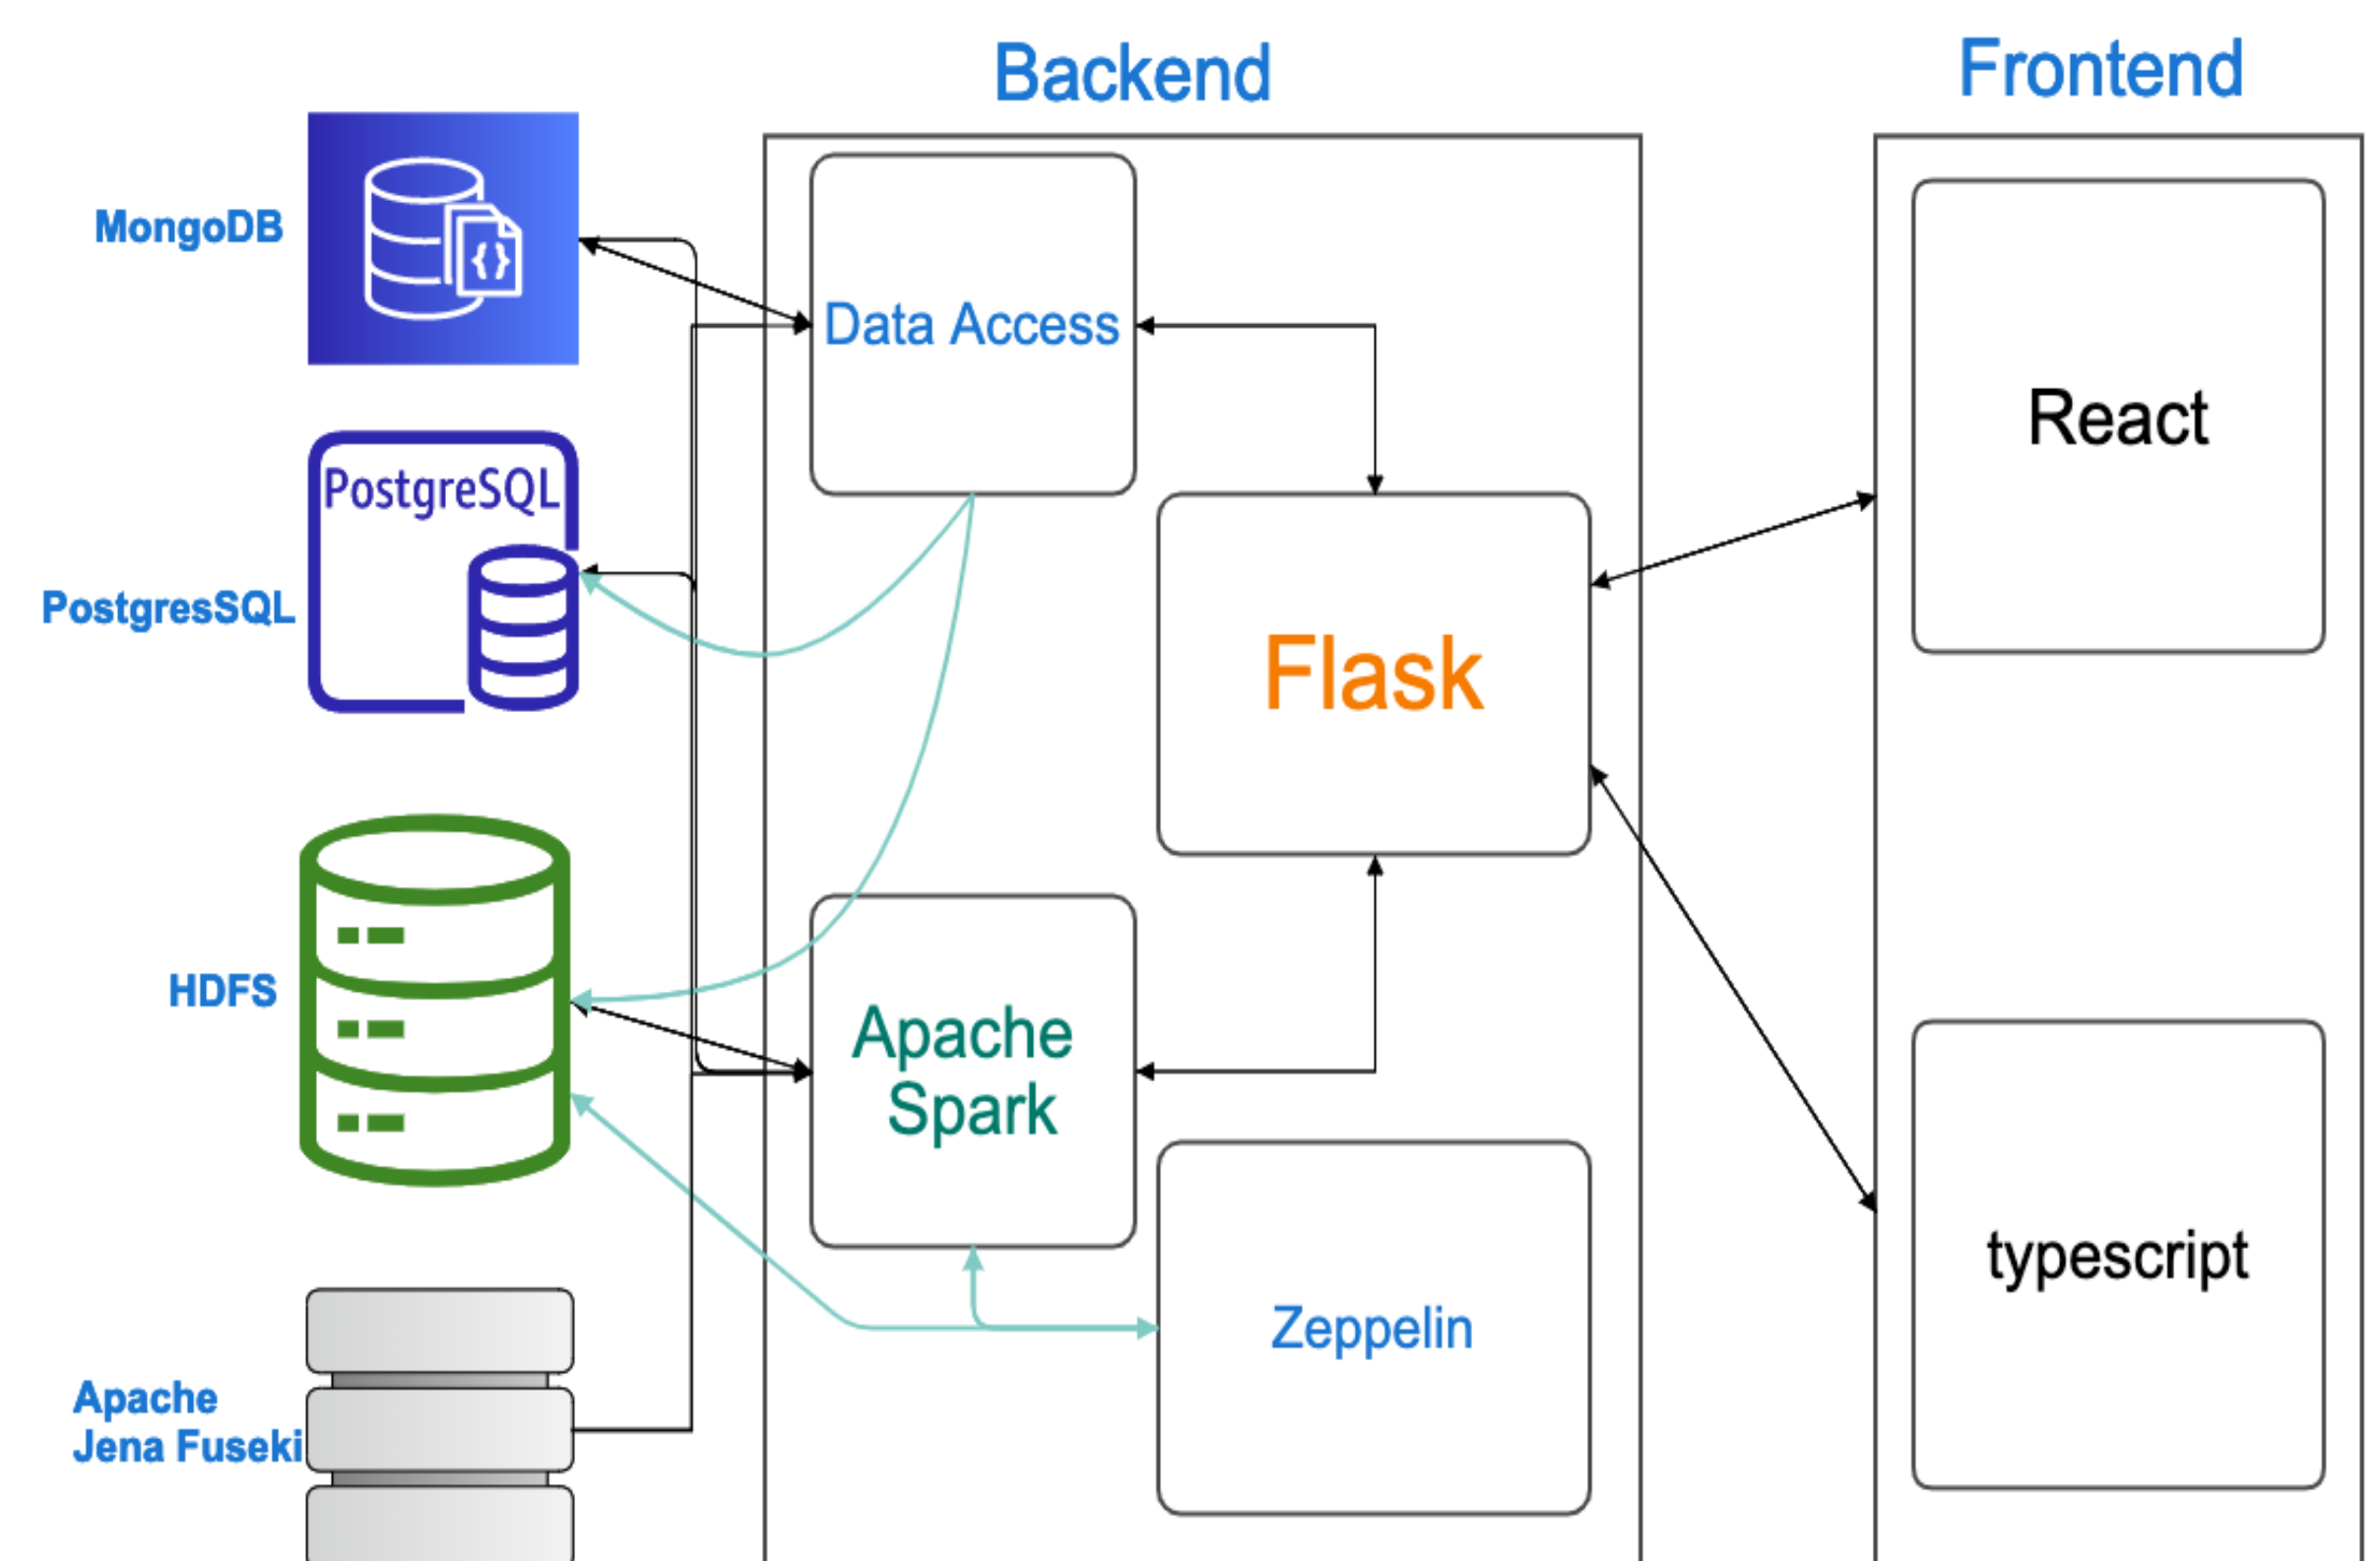 Backend
Frontend
MongoDB
{}
Data Access
React
PostgreSQL
PostgresSQL
Flask
HDFS
Apache
Spark
typescript
Zeppelin
Apache
Jena Fuseki